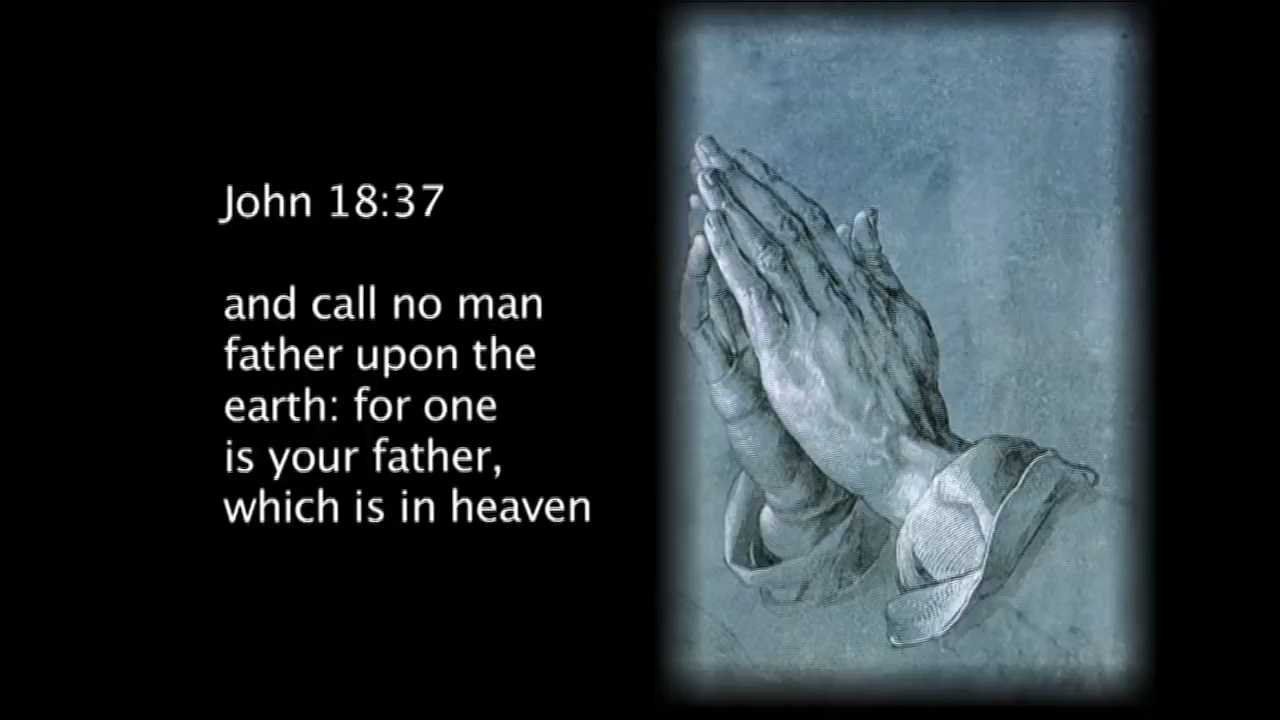 John 18:37
and call no man
father upon the
earth: for one
is your father,
which is in heaven